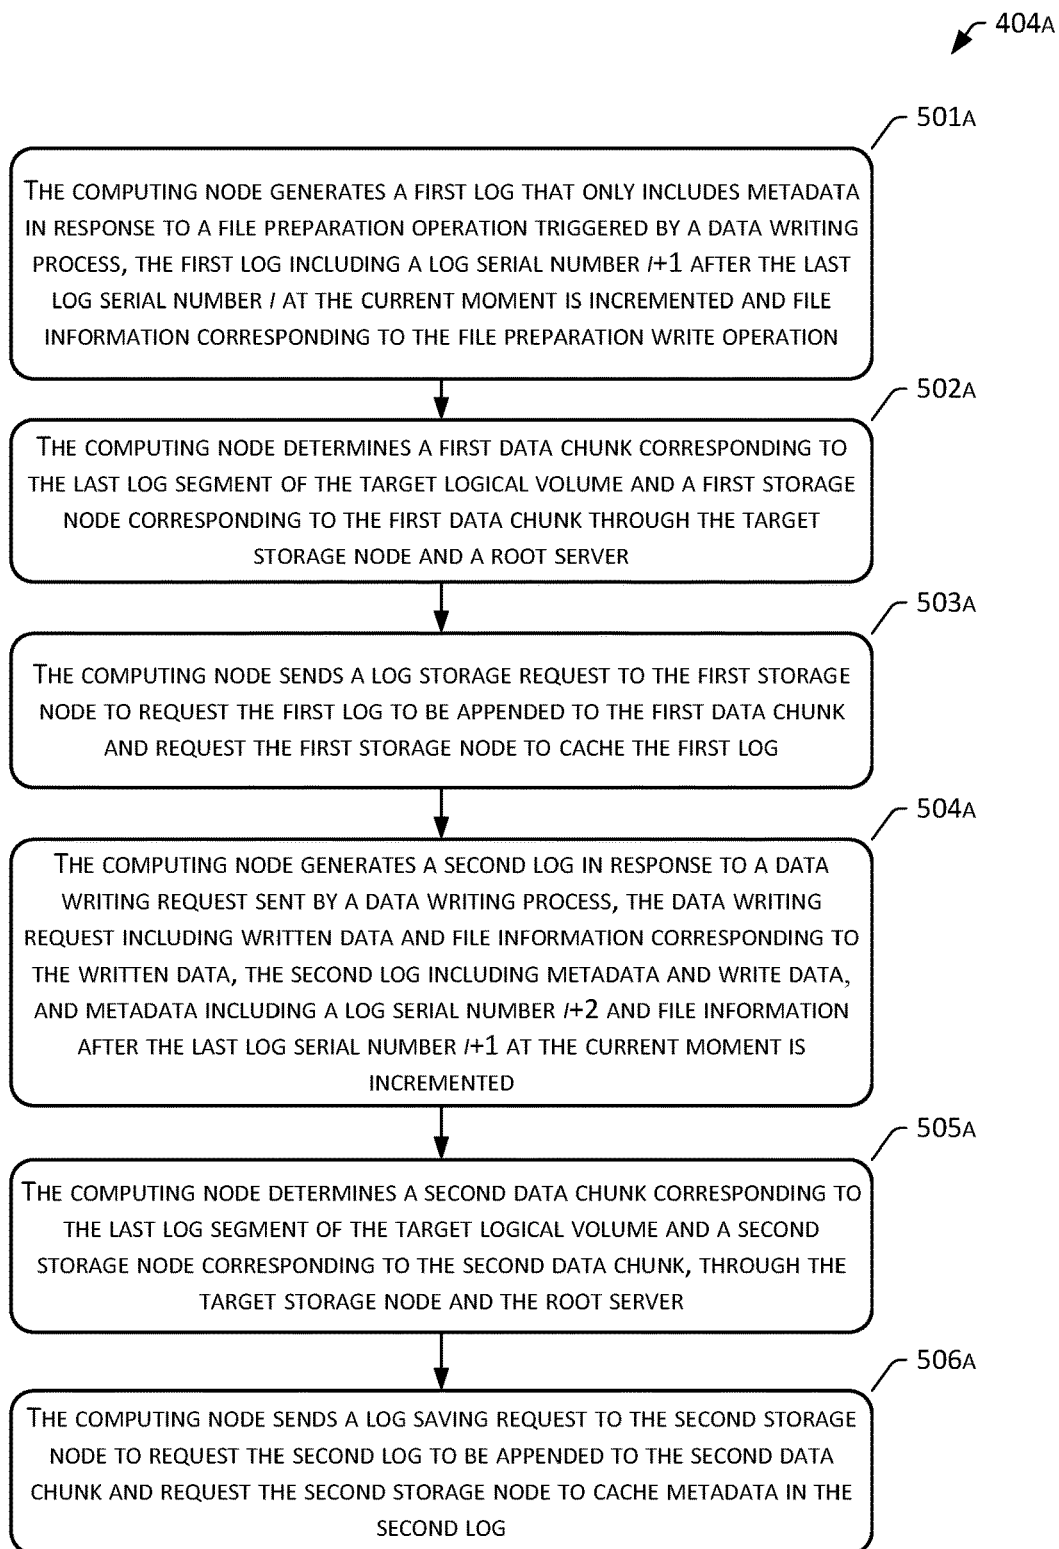 404A
501A
THE COMPUTING NODE GENERATES A FIRST LOG THAT ONLY INCLUDES METADATA
IN RESPONSE TO A FILE PREPARATION OPERATION TRIGGERED BY A DATA WRITING
PROCESS, THE FIRST LOG INCLUDING A LOG SERIAL NUMBER I+1 AFTER THE LAST
LOG SERIAL NUMBER I AT THE CURRENT MOMENT IS INCREMENTED AND FILE
INFORMATION CORRESPONDING TO THE FILE PREPARATION WRITE OPERATION
502A
THE COMPUTING NODE DETERMINES A FIRST DATA CHUNK CORRESPONDING TO
THE LAST LOG SEGMENT OF THE TARGET LOGICAL VOLUME AND A FIRST STORAGE
NODE CORRESPONDING TO THE FIRST DATA CHUNK THROUGH THE TARGET
STORAGE NODE AND A ROOT SERVER
503A
THE COMPUTING NODE SENDS A LOG STORAGE REQUEST TO THE FIRST STORAGE
NODE TO REQUEST THE FIRST LOG TO BE APPENDED TO THE FIRST DATA CHUNK
AND REQUEST THE FIRST STORAGE NODE TO CACHE THE FIRST LOG
504A
THE COMPUTING NODE GENERATES A SECOND LOG IN RESPONSE TO A DATA
WRITING REQUEST SENT BY A DATA WRITING PROCESS, THE DATA WRITING
REQUEST INCLUDING WRITTEN DATA AND FILE INFORMATION CORRESPONDING TO
THE WRITTEN DATA, THE SECOND LOG INCLUDING METADATA AND WRITE DATA,
AND METADATA INCLUDING A LOG SERIAL NUMBER I+2 AND FILE INFORMATION
AFTER THE LAST LOG SERIAL NUMBER I+1 AT THE CURRENT MOMENT IS
INCREMENTED
505A
THE COMPUTING NODE DETERMINES A SECOND DATA CHUNK CORRESPONDING TO
THE LAST LOG SEGMENT OF THE TARGET LOGICAL VOLUME AND A SECOND
STORAGE NODE CORRESPONDING TO THE SECOND DATA CHUNK, THROUGH THE
TARGET STORAGE NODE AND THE ROOT SERVER
506A
THE COMPUTING NODE SENDS A LOG SAVING REQUEST TO THE SECOND STORAGE
NODE TO REQUEST THE SECOND LOG TO BE APPENDED TO THE SECOND DATA
CHUNK AND REQUEST THE SECOND STORAGE NODE TO CACHE METADATA IN THE
SECOND LOG